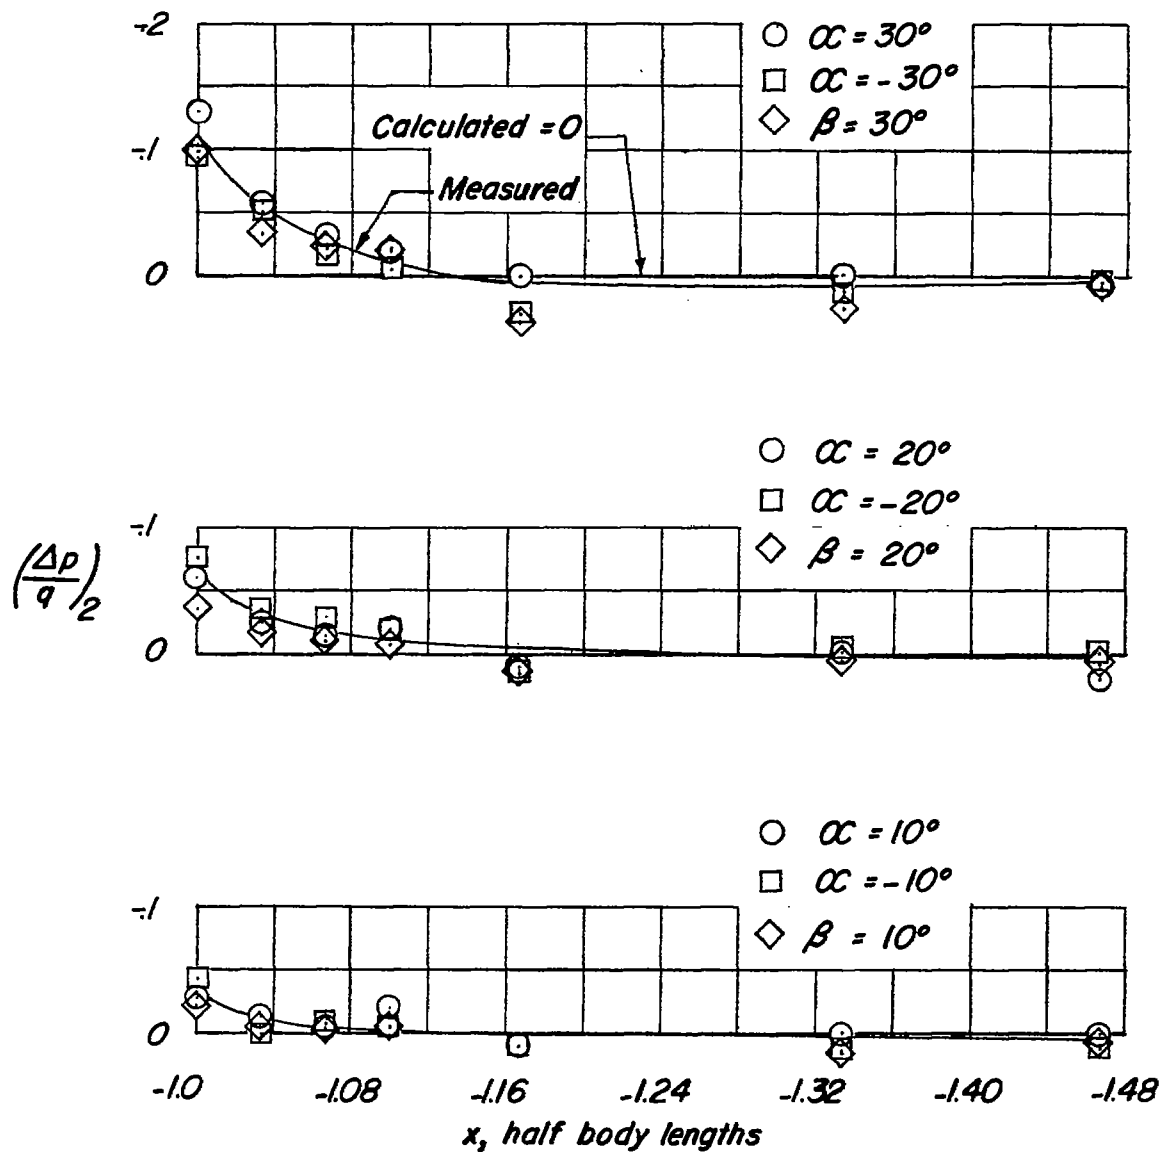 -.2
α = 30°
α = -30°
β = 30°
Calculated = 0
-.1
Measured
0
α = 20°
α = -20°
β = 20°
-.1
(Δp/q)2
0
α = 10°
α = -10°
β = 10°
-.1
0
-1.0 -1.08 -1.16 -1.24 -1.32 -1.40 -1.48
x, half body lengths